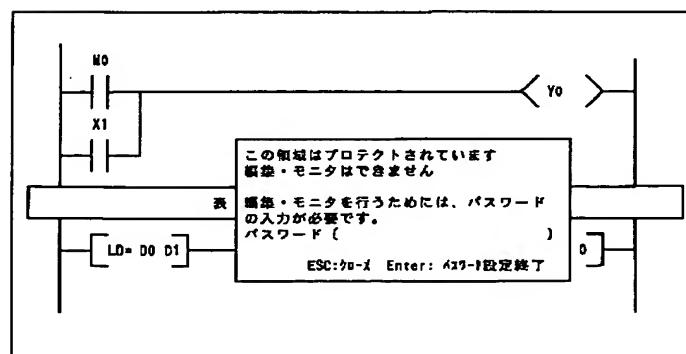 M0
Y0
X1
この領域はプロテクトされています
編集・モニタはできません
表
編集・モニタを行うためには、パスワード
の入力が必要です。
パスワード [ ]
LD= D0 D1
D
ESC:クローズ Enter: パスワード設定終了